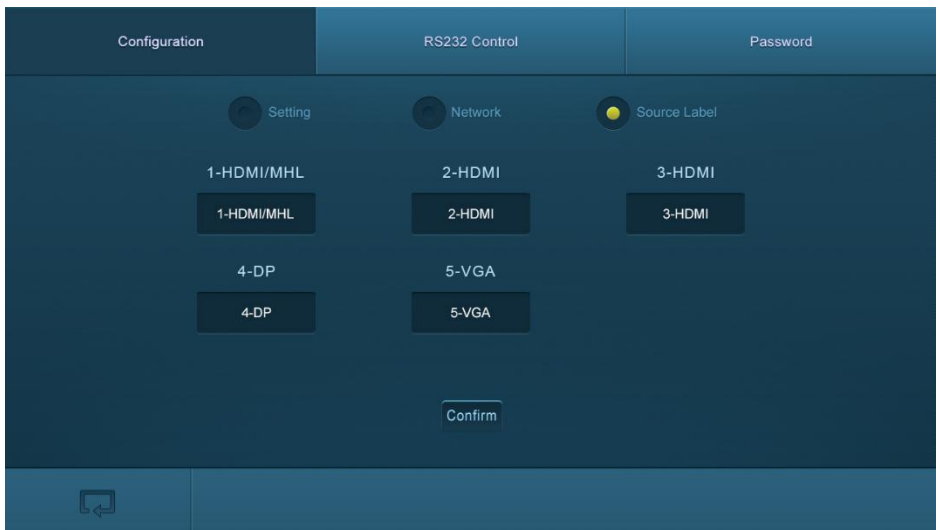 Configuration RS232 Control Password
Setting Network Source Label
1-HDMI/MHL 2-HDMI 3-HDMI
1-HDMI/MHL 2-HDMI 3-HDMI
4-DP 5-VGA
4-DP 5-VGA
Confirm